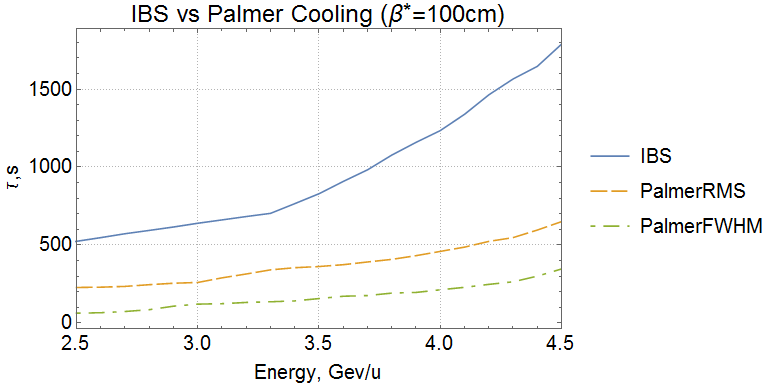 IBS vs Palmer Cooling (β*=100cm)
1500
1000
500
0
τ,s
2.5 3.0 3.5 4.0 4.5
Energy, Gev/u
IBS
PalmerRMS
PalmerFWHM